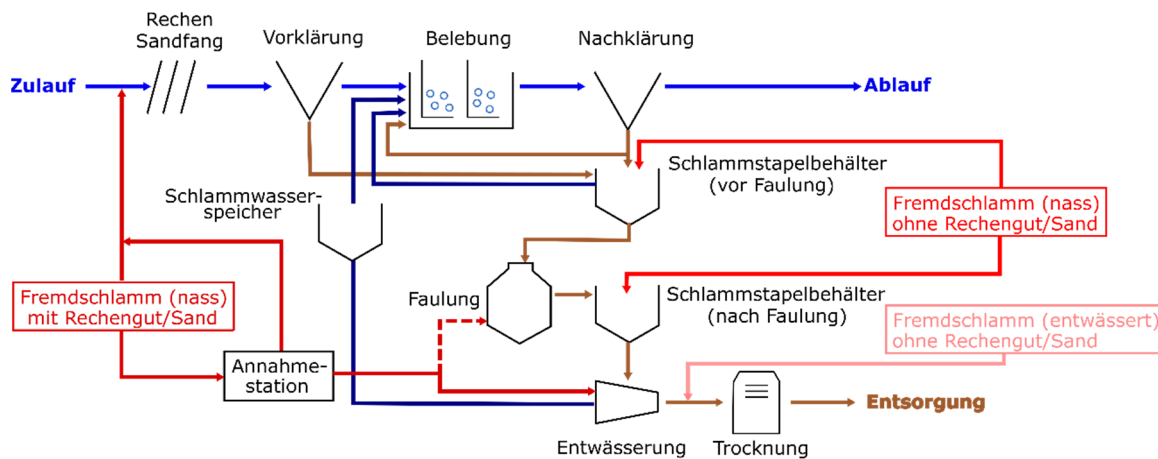 Rechen
Sandfang
Vorklärung
Belebung
Nachklärung
Zulauf
Ablauf
Schlammstapelbehälter
(vor Faulung)
Schlammwasser-
speicher
Fremdschlamm (nass)
ohne Rechengut/Sand
Fremdschlamm (nass)
mit Rechengut/Sand
Faulung
Schlammstapelbehälter
(nach Faulung)
Fremdschlamm (entwässert)
ohne Rechengut/Sand
Annahme-
station
Entsorgung
Entwässerung
Trocknung